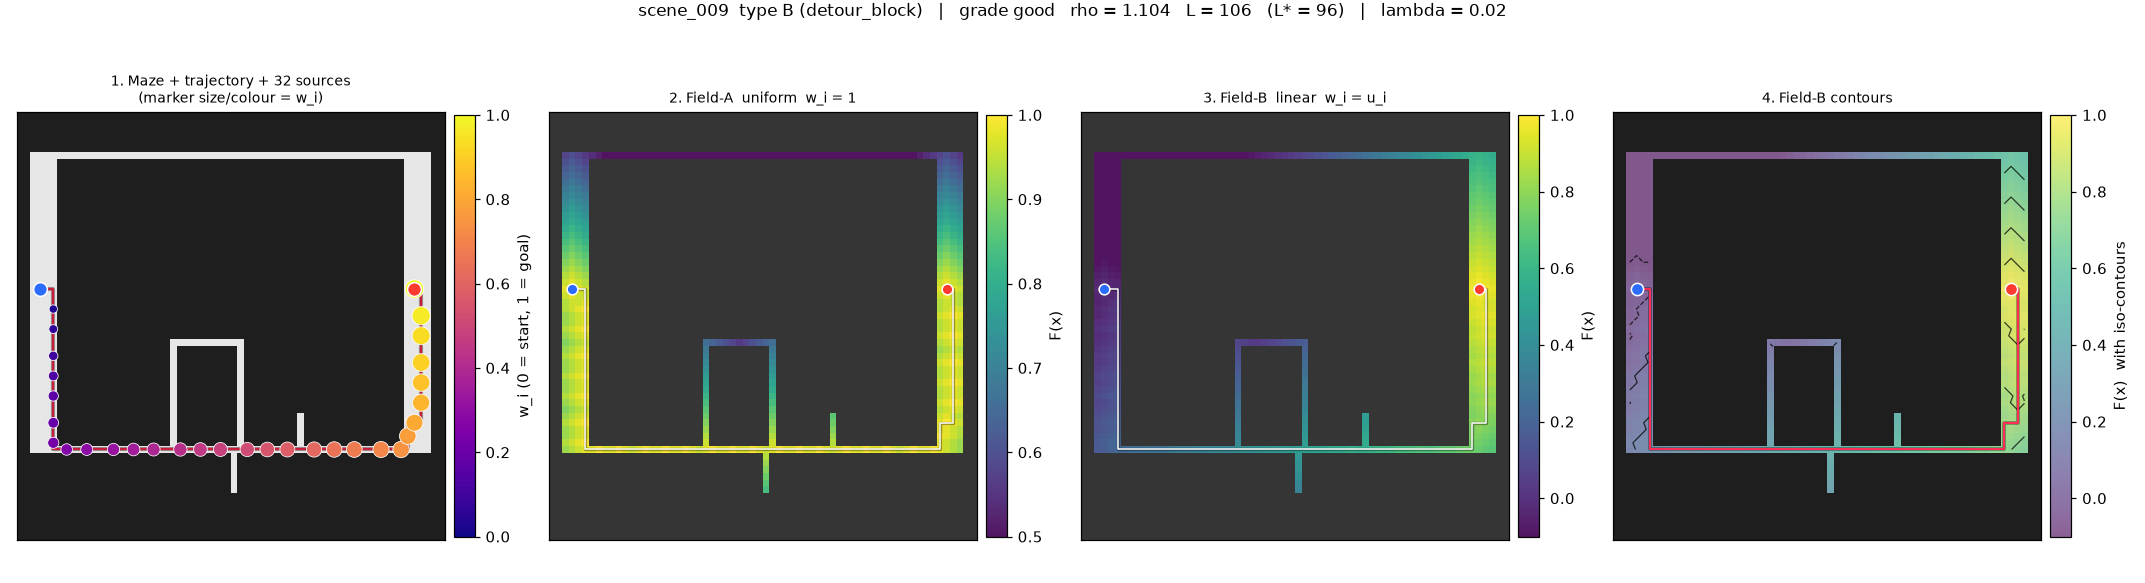 scene_009  type B (detour_block)   |   grade good   rho = 1.104   L = 106   (L* = 96)   |   lambda = 0.02
1. Maze + trajectory + 32 sources
(marker size/colour = w_i)
1.0
0.8
0.6
0.4
0.2
0.0
w_i (0 = start, 1 = goal)
2. Field-A  uniform  w_i = 1
1.0
0.9
0.8
0.7
0.6
0.5
F(x)
3. Field-B  linear  w_i = u_i
1.0
0.8
0.6
0.4
0.2
0.0
F(x)
4. Field-B contours
1.0
0.8
0.6
0.4
0.2
0.0
F(x)  with iso-contours